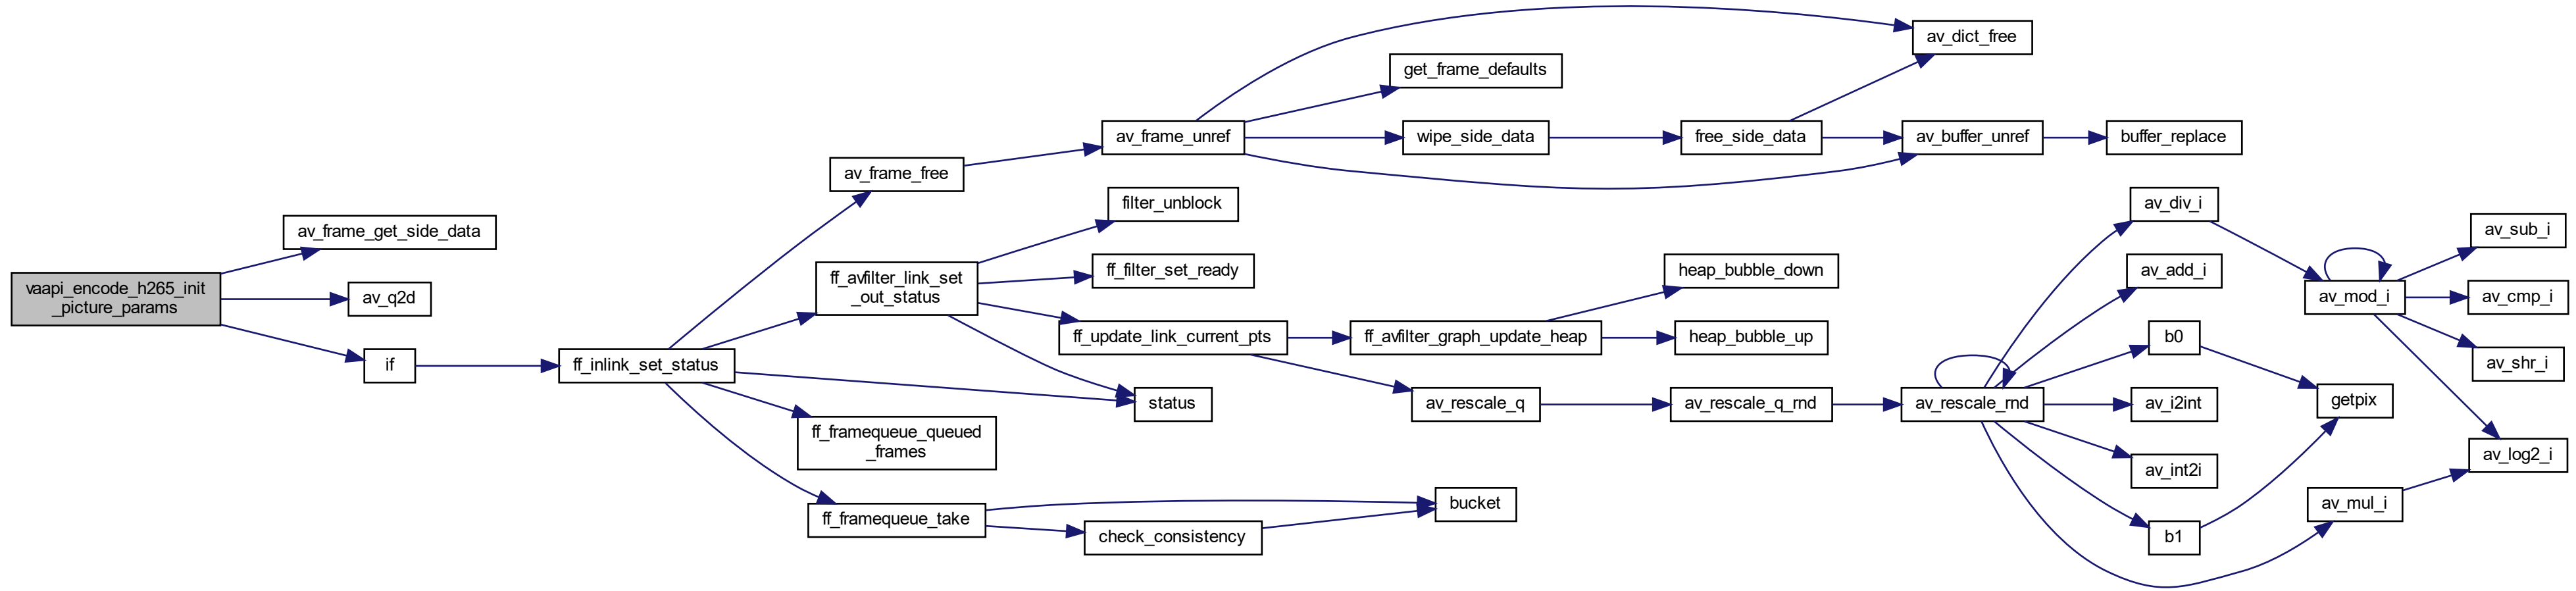 vaapi_encode_h265_init
_picture_params
av_frame_get_side_data
av_q2d
if
ff_inlink_set_status
av_frame_free
ff_avfilter_link_set
_out_status
ff_framequeue_queued
_frames
ff_framequeue_take
av_frame_unref
filter_unblock
ff_filter_set_ready
ff_update_link_current_pts
status
check_consistency
get_frame_defaults
wipe_side_data
ff_avfilter_graph_update_heap
av_rescale_q
bucket
free_side_data
heap_bubble_down
heap_bubble_up
av_rescale_q_rnd
av_dict_free
av_buffer_unref
av_rescale_rnd
buffer_replace
av_div_i
av_add_i
b0
av_i2int
av_int2i
b1
av_mod_i
getpix
av_mul_i
av_sub_i
av_cmp_i
av_shr_i
av_log2_i